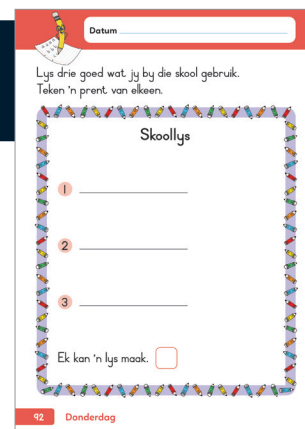 Datum
Lys drie goed wat jy by die skool gebruik.
Teken 'n prent van elkeen.
Skoollys
1
2
3
Ek kan 'n lys maak.
92 Donderdag